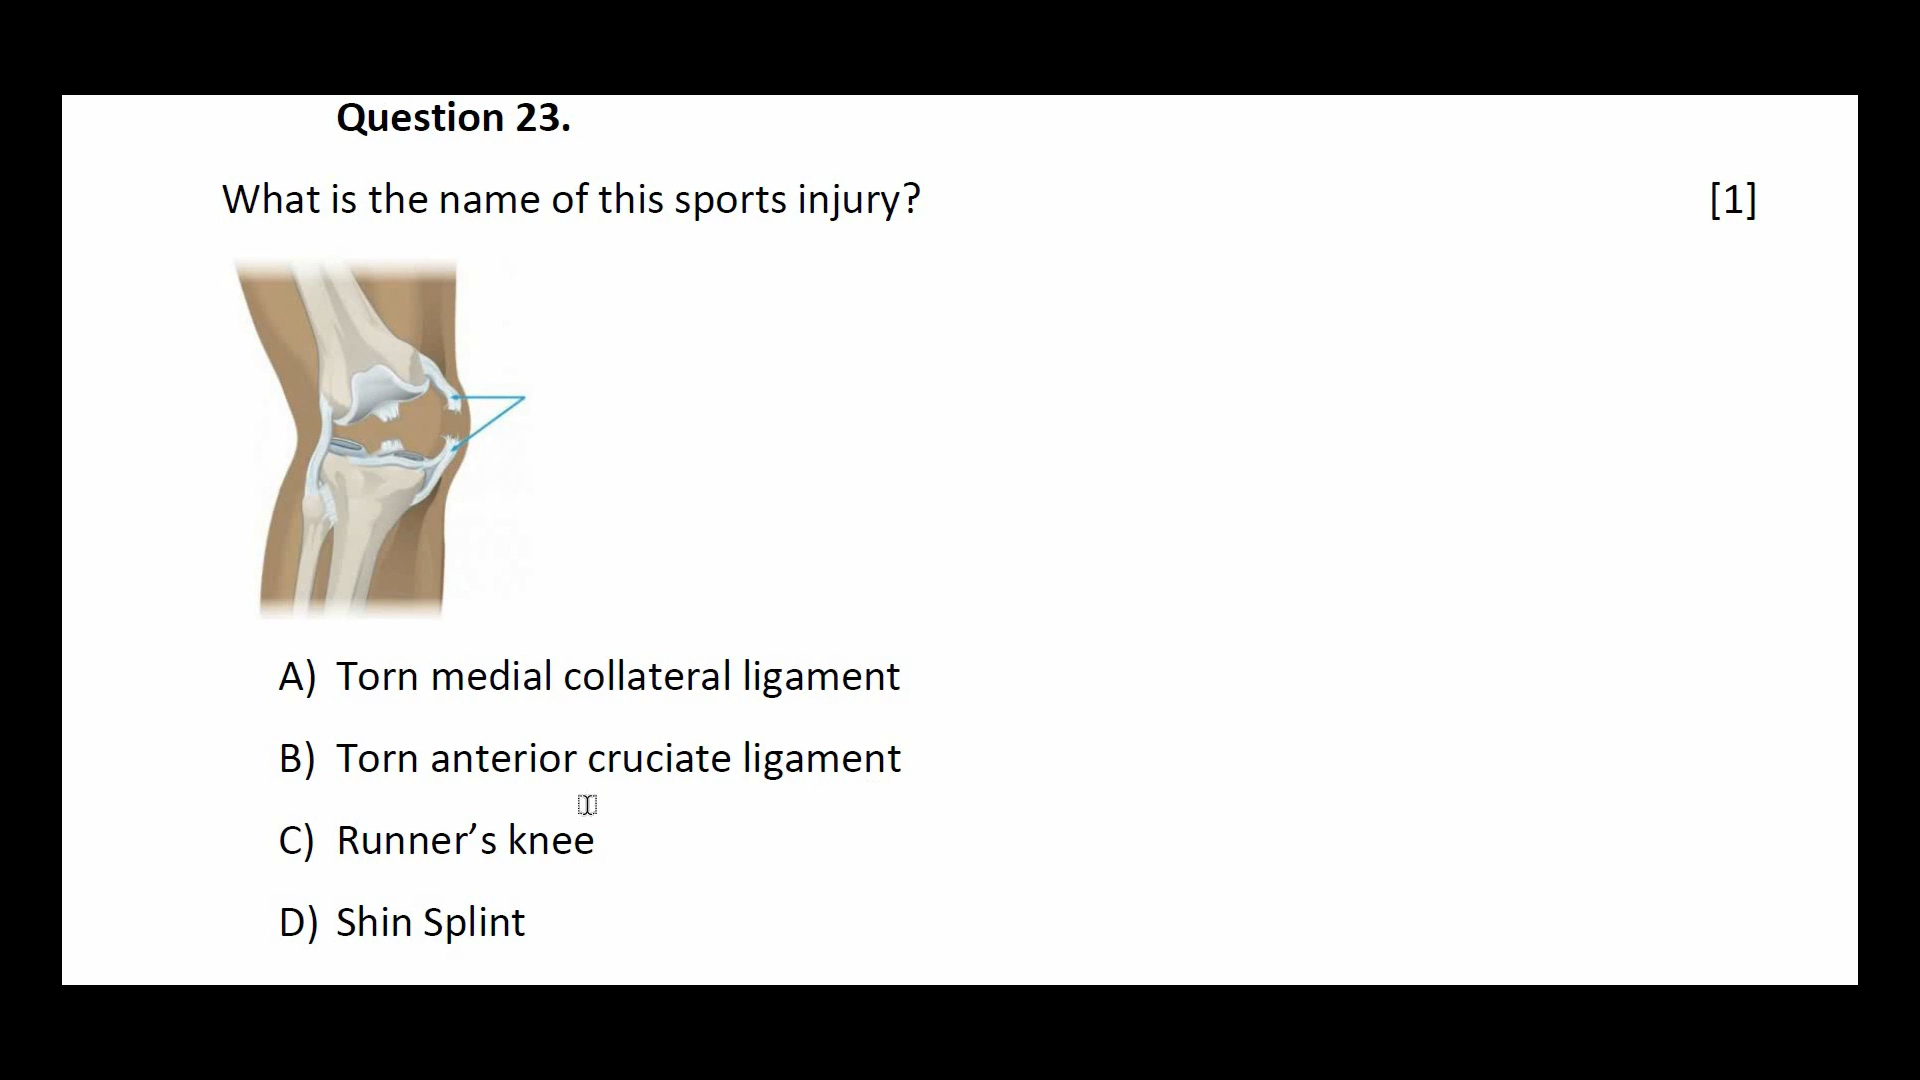 Question 23.
What is the name of this sports injury? [1]
A) Torn medial collateral ligament
B) Torn anterior cruciate ligament
C) Runner’s knee
D) Shin Splint